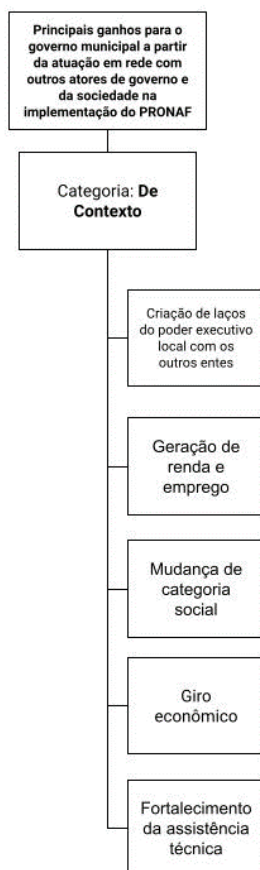 Principais ganhos para o
governo municipal a partir
da atuação em rede com
outros atores de governo e
da sociedade na
implementação do PRONAF
Categoria: De
Contexto
Criação de laços
do poder executivo
local com os
outros entes
Geração de
renda e
emprego
Mudança de
categoria
social
Giro
econômico
Fortalecimento
da assistência
técnica